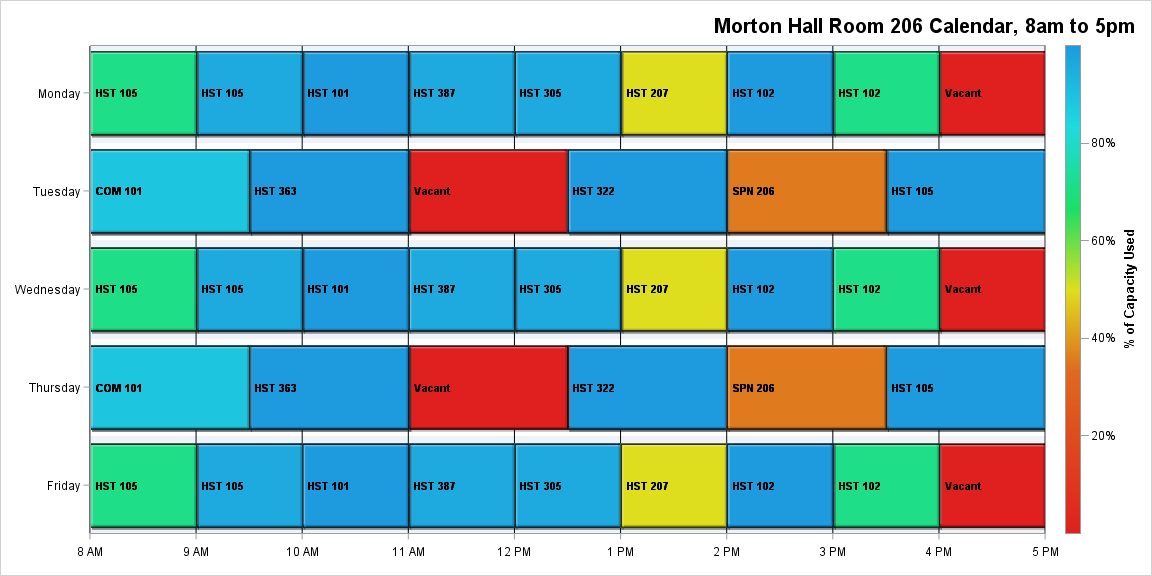 Morton Hall Room 206 Calendar, 8am to 5pm
Monday HST 105 HST 105 HST 101 HST 387 HST 305 HST 207 HST 102 HST 102 Vacant
Tuesday COM 101 HST 363 Vacant HST 322 SPN 206 HST 105
Wednesday HST 105 HST 105 HST 101 HST 387 HST 305 HST 207 HST 102 HST 102 Vacant
Thursday COM 101 HST 363 Vacant HST 322 SPN 206 HST 105
Friday HST 105 HST 105 HST 101 HST 387 HST 305 HST 207 HST 102 HST 102 Vacant
8 AM 9 AM 10 AM 11 AM 12 PM 1 PM 2 PM 3 PM 4 PM 5 PM
80%
60%
40%
20%
% of Capacity Used